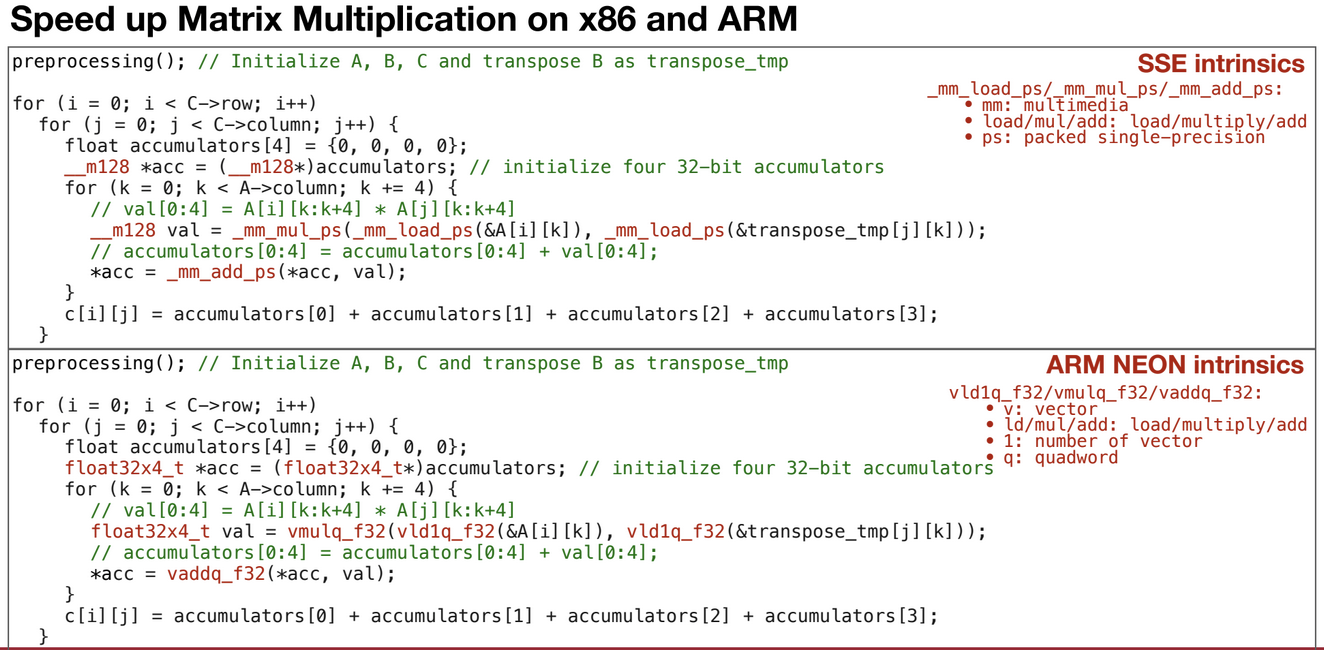 Speed up Matrix Multiplication on x86 and ARM
preprocessing(); // Initialize A, B, C and transpose B as transpose_tmp
SSE intrinsics
_mm_load_ps/_mm_mul_ps/_mm_add_ps:
• mm: multimedia
• load/mul/add: load/multiply/add
• ps: packed single-precision
for (i = 0; i < C->row; i++)
for (j = 0; j < C->column; j++) {
float accumulators[4] = {0, 0, 0, 0};
__m128 *acc = (__m128*)accumulators; // initialize four 32-bit accumulators
for (k = 0; k < A->column; k += 4) {
// val[0:4] = A[i][k:k+4] * A[j][k:k+4]
__m128 val = _mm_mul_ps(_mm_load_ps(&A[i][k]), _mm_load_ps(&transpose_tmp[j][k]));
// accumulators[0:4] = accumulators[0:4] + val[0:4];
*acc = _mm_add_ps(*acc, val);
}
c[i][j] = accumulators[0] + accumulators[1] + accumulators[2] + accumulators[3];
}
preprocessing(); // Initialize A, B, C and transpose B as transpose_tmp
ARM NEON intrinsics
vld1q_f32/vmulq_f32/vaddq_f32:
• v: vector
• ld/mul/add: load/multiply/add
• 1: number of vector
• q: quadword
for (i = 0; i < C->row; i++)
for (j = 0; j < C->column; j++) {
float accumulators[4] = {0, 0, 0, 0};
float32x4_t *acc = (float32x4_t*)accumulators; // initialize four 32-bit accumulators
for (k = 0; k < A->column; k += 4) {
// val[0:4] = A[i][k:k+4] * A[j][k:k+4]
float32x4_t val = vmulq_f32(vld1q_f32(&A[i][k]), vld1q_f32(&transpose_tmp[j][k]));
// accumulators[0:4] = accumulators[0:4] + val[0:4];
*acc = vaddq_f32(*acc, val);
}
c[i][j] = accumulators[0] + accumulators[1] + accumulators[2] + accumulators[3];
}